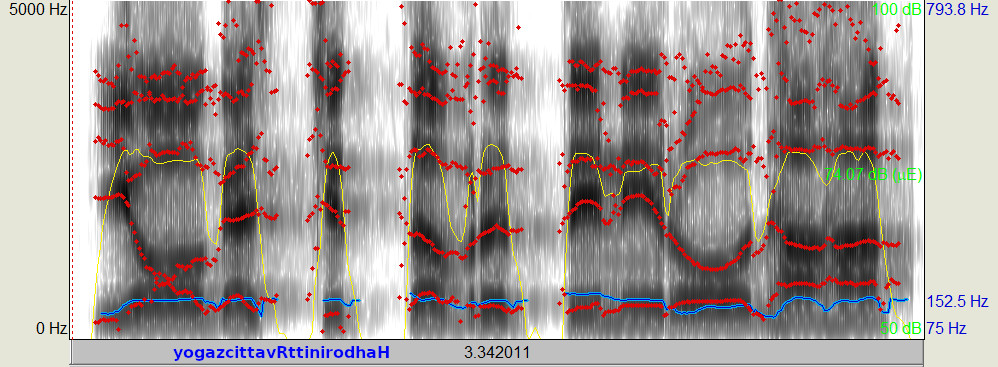 5000 Hz 100 dB 793.8 Hz
74.07 dB (µE)
152.5 Hz
0 Hz 50 dB 75 Hz
yogazcittavRttinirodhaH 3.342011